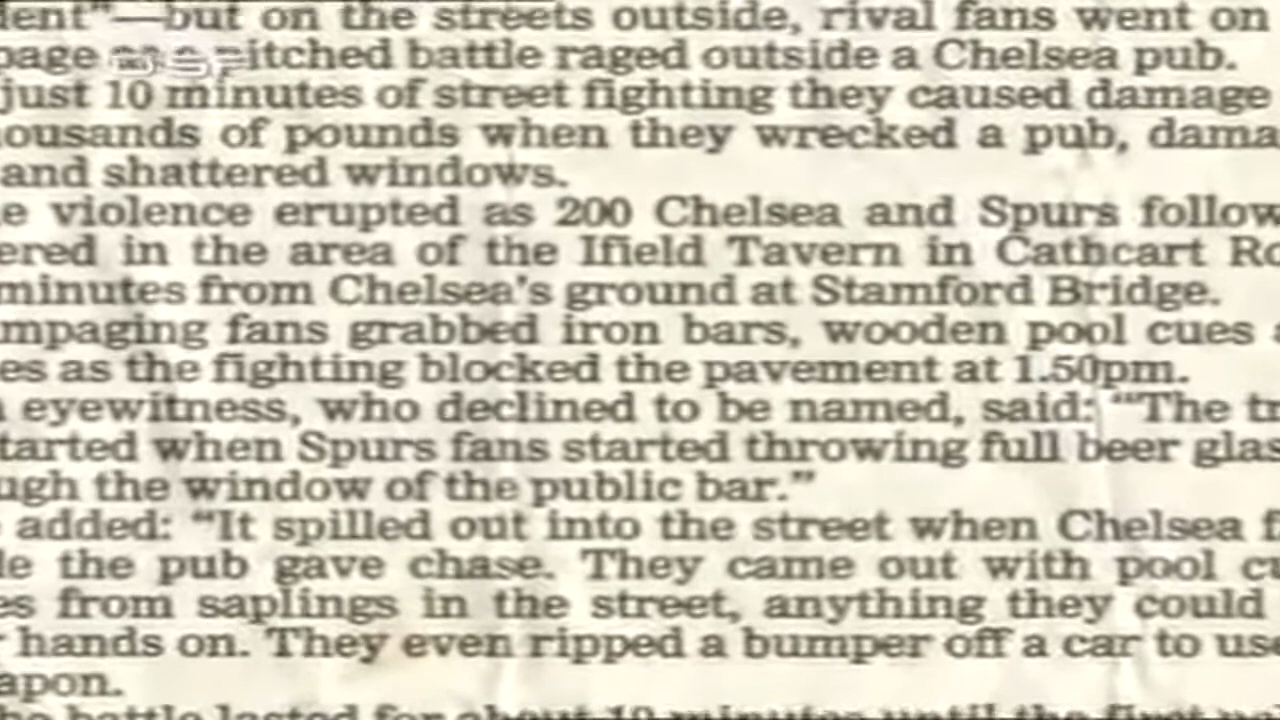 dent"—but on the streets outside, rival fans went on
page pitched battle raged outside a Chelsea pub.
just 10 minutes of street fighting they caused damage
housands of pounds when they wrecked a pub, dama
and shattered windows.
e violence erupted as 200 Chelsea and Spurs follow
ered in the area of the Ifield Tavern in Cathcart Ro
minutes from Chelsea's ground at Stamford Bridge.
mpaging fans grabbed iron bars, wooden pool cues a
es as the fighting blocked the pavement at 1.50pm.
n eyewitness, who declined to be named, said: "The tr
started when Spurs fans started throwing full beer glas
ugh the window of the public bar."
added: "It spilled out into the street when Chelsea f
de the pub gave chase. They came out with pool cu
es from saplings in the street, anything they could
r hands on. They even ripped a bumper off a car to use
apon.
he battle lasted for about 10 minutes until the first